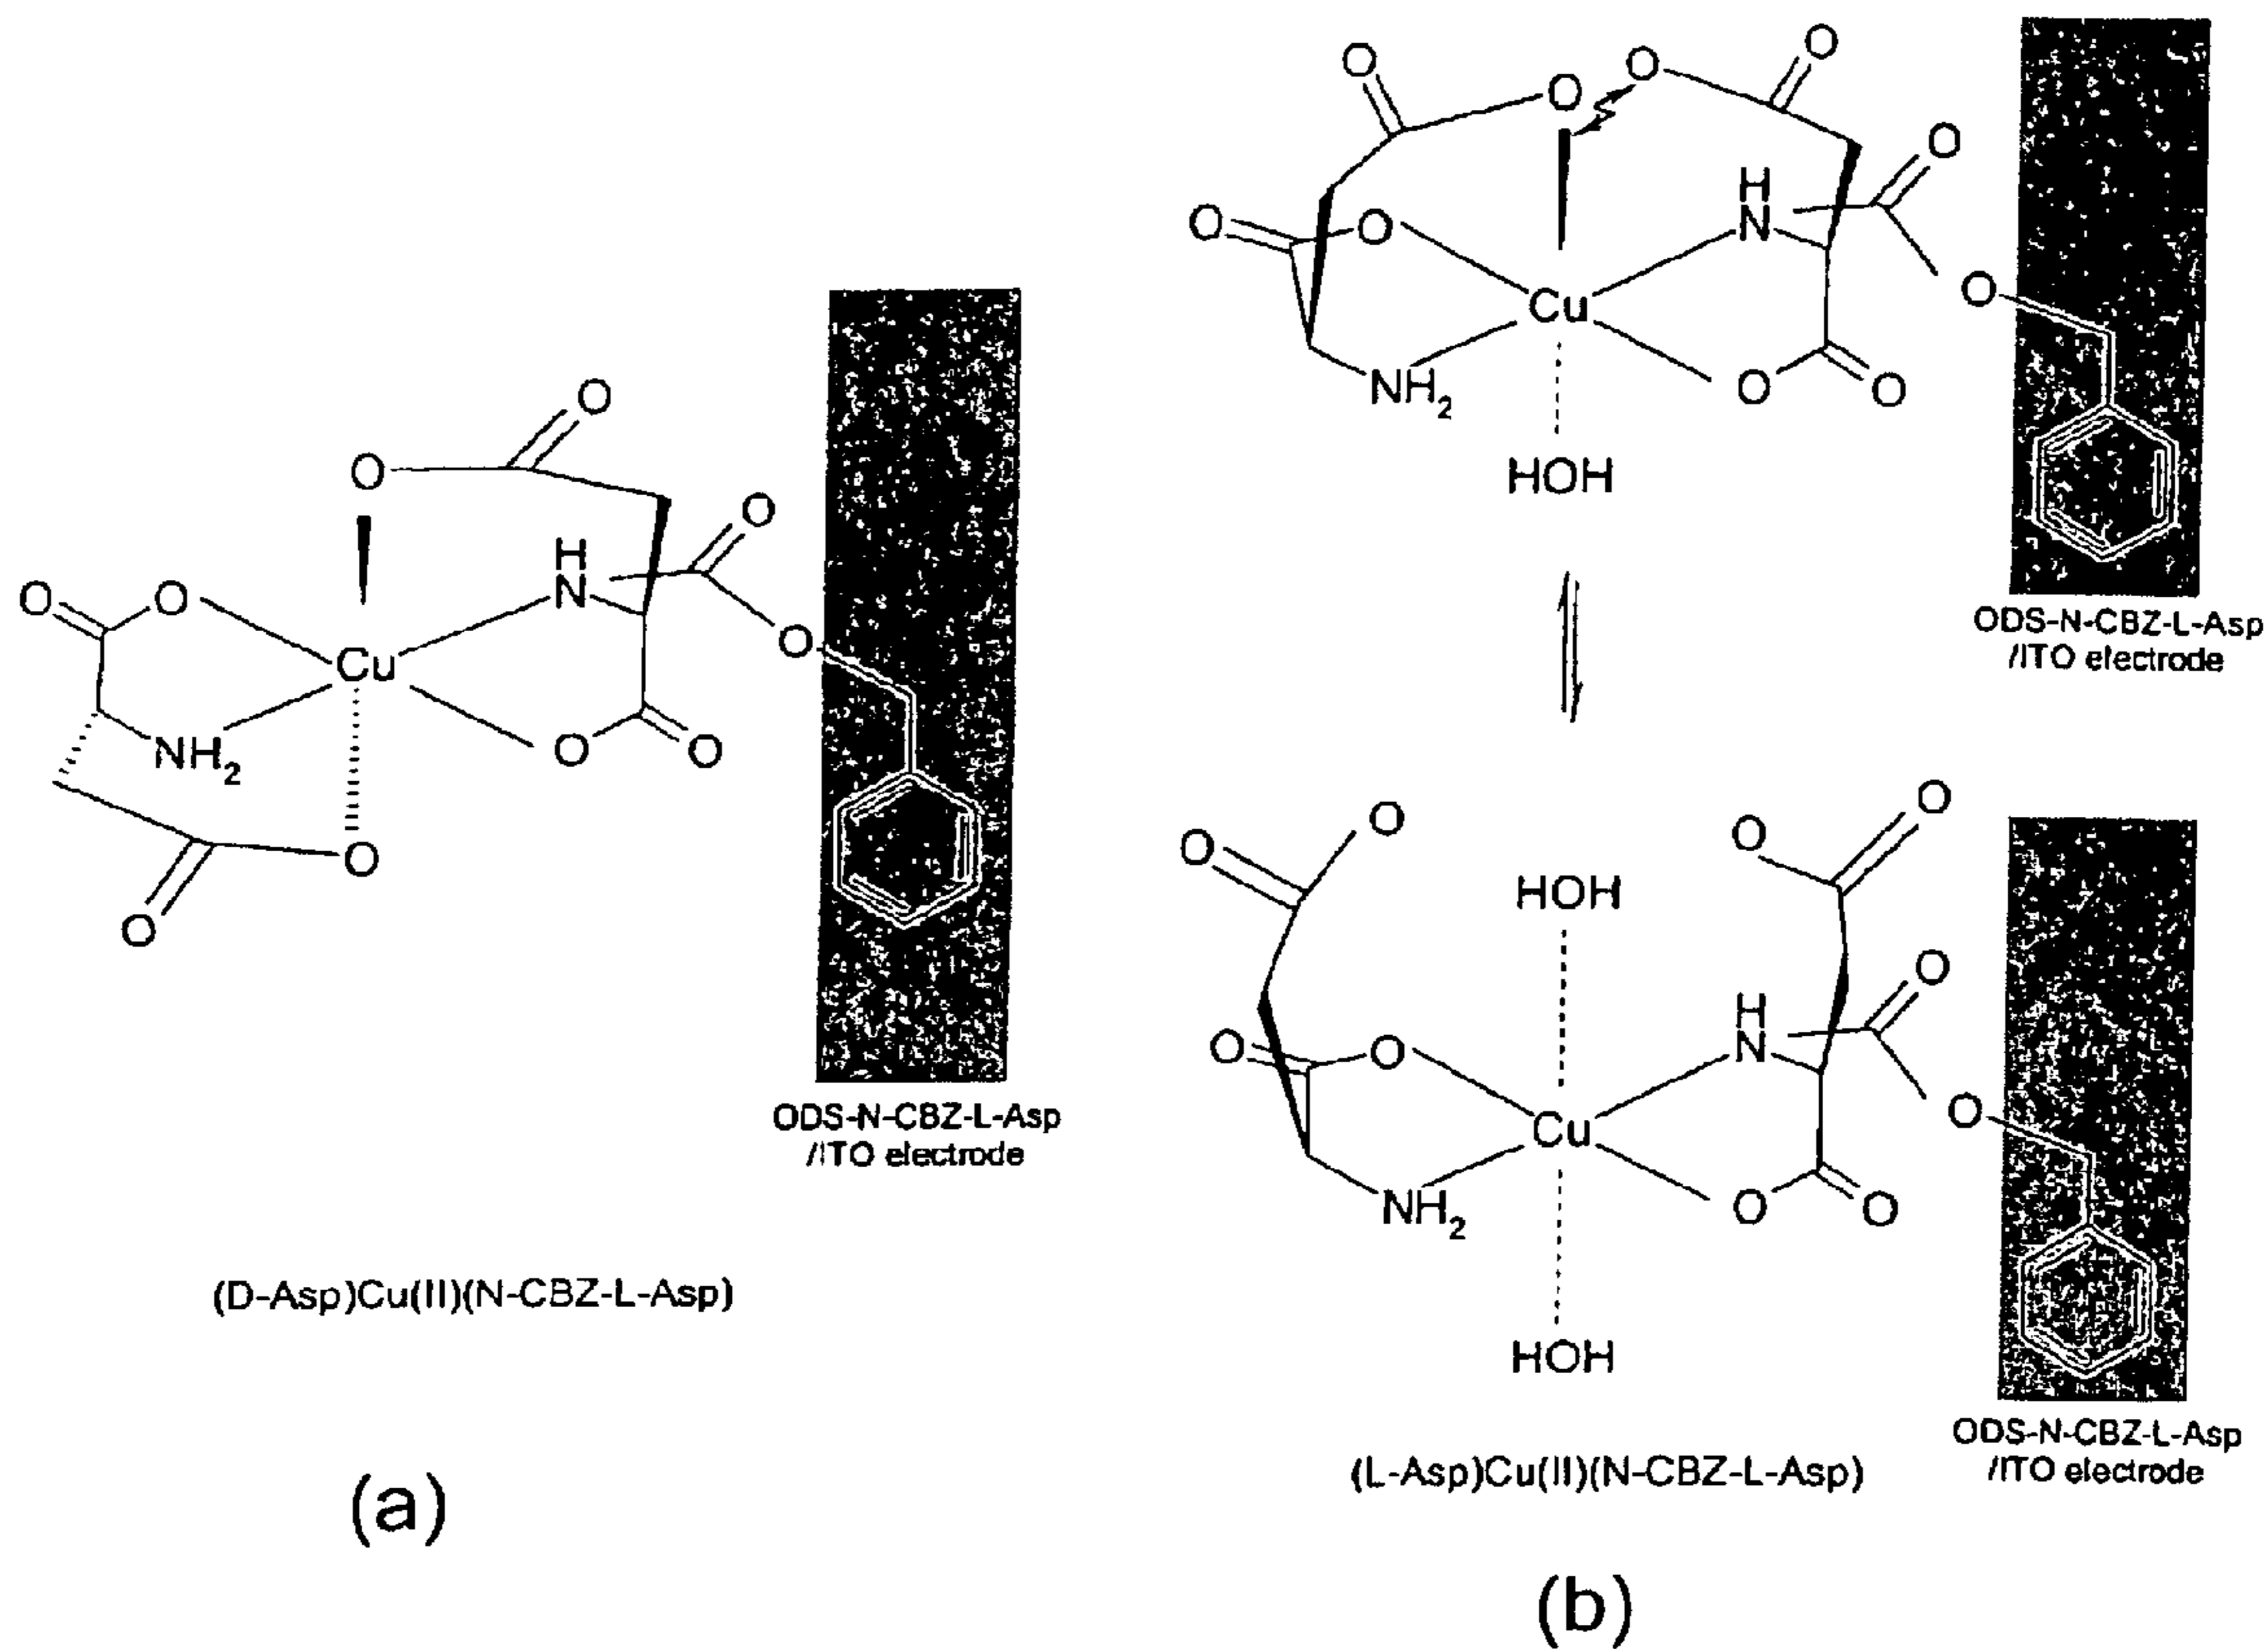 O
O
O
H
O O N
O
Cu
NH₂ O O
O
O
ODS-N-CBZ-L-Asp
/ITO electrode
(D-Asp)Cu(II)(N-CBZ-L-Asp)
(a)
O O
O O
O
H
O O N
O
Cu
NH₂ O O
HOH
ODS-N-CBZ-L-Asp
/ITO electrode
O
O O O
HOH
O
H
O O N
O
Cu
NH₂ O O
HOH
ODS-N-CBZ-L-Asp
/ITO electrode
(L-Asp)Cu(II)(N-CBZ-L-Asp)
(b)